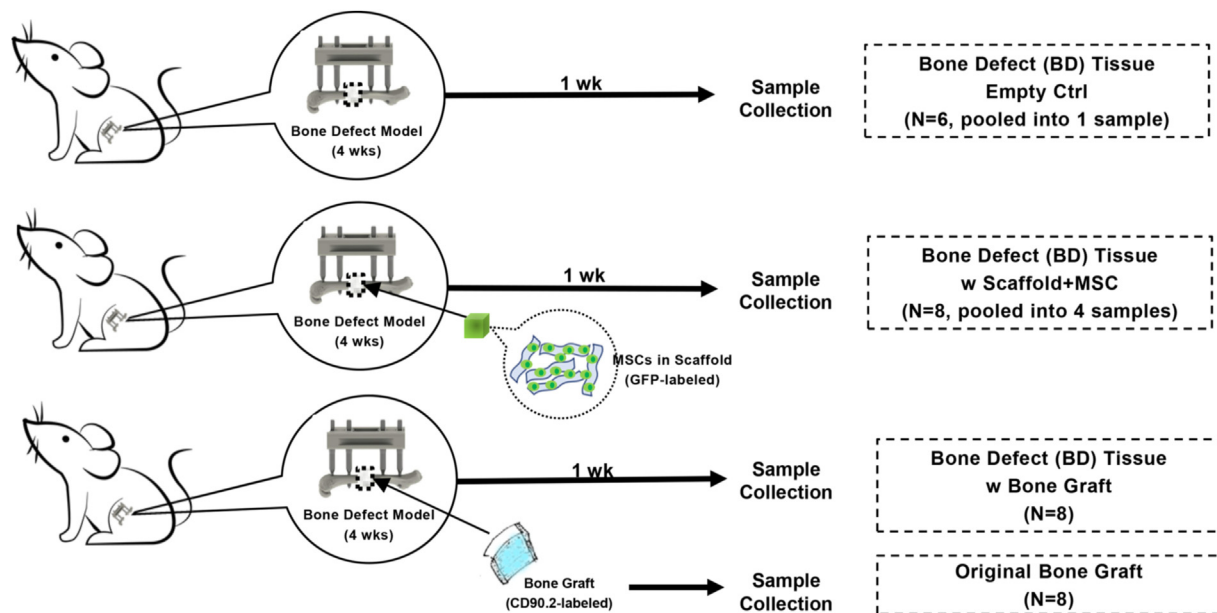 Bone Defect Model
(4 wks)
1 wk
Sample
Collection
Bone Defect (BD) Tissue
Empty Ctrl
(N=6, pooled into 1 sample)
Bone Defect Model
(4 wks)
MSCs in Scaffold
(GFP-labeled)
1 wk
Sample
Collection
Bone Defect (BD) Tissue
w Scaffold+MSC
(N=8, pooled into 4 samples)
Bone Defect Model
(4 wks)
1 wk
Sample
Collection
Bone Defect (BD) Tissue
w Bone Graft
(N=8)
Bone Graft
(CD90.2-labeled)
Sample
Collection
Original Bone Graft
(N=8)